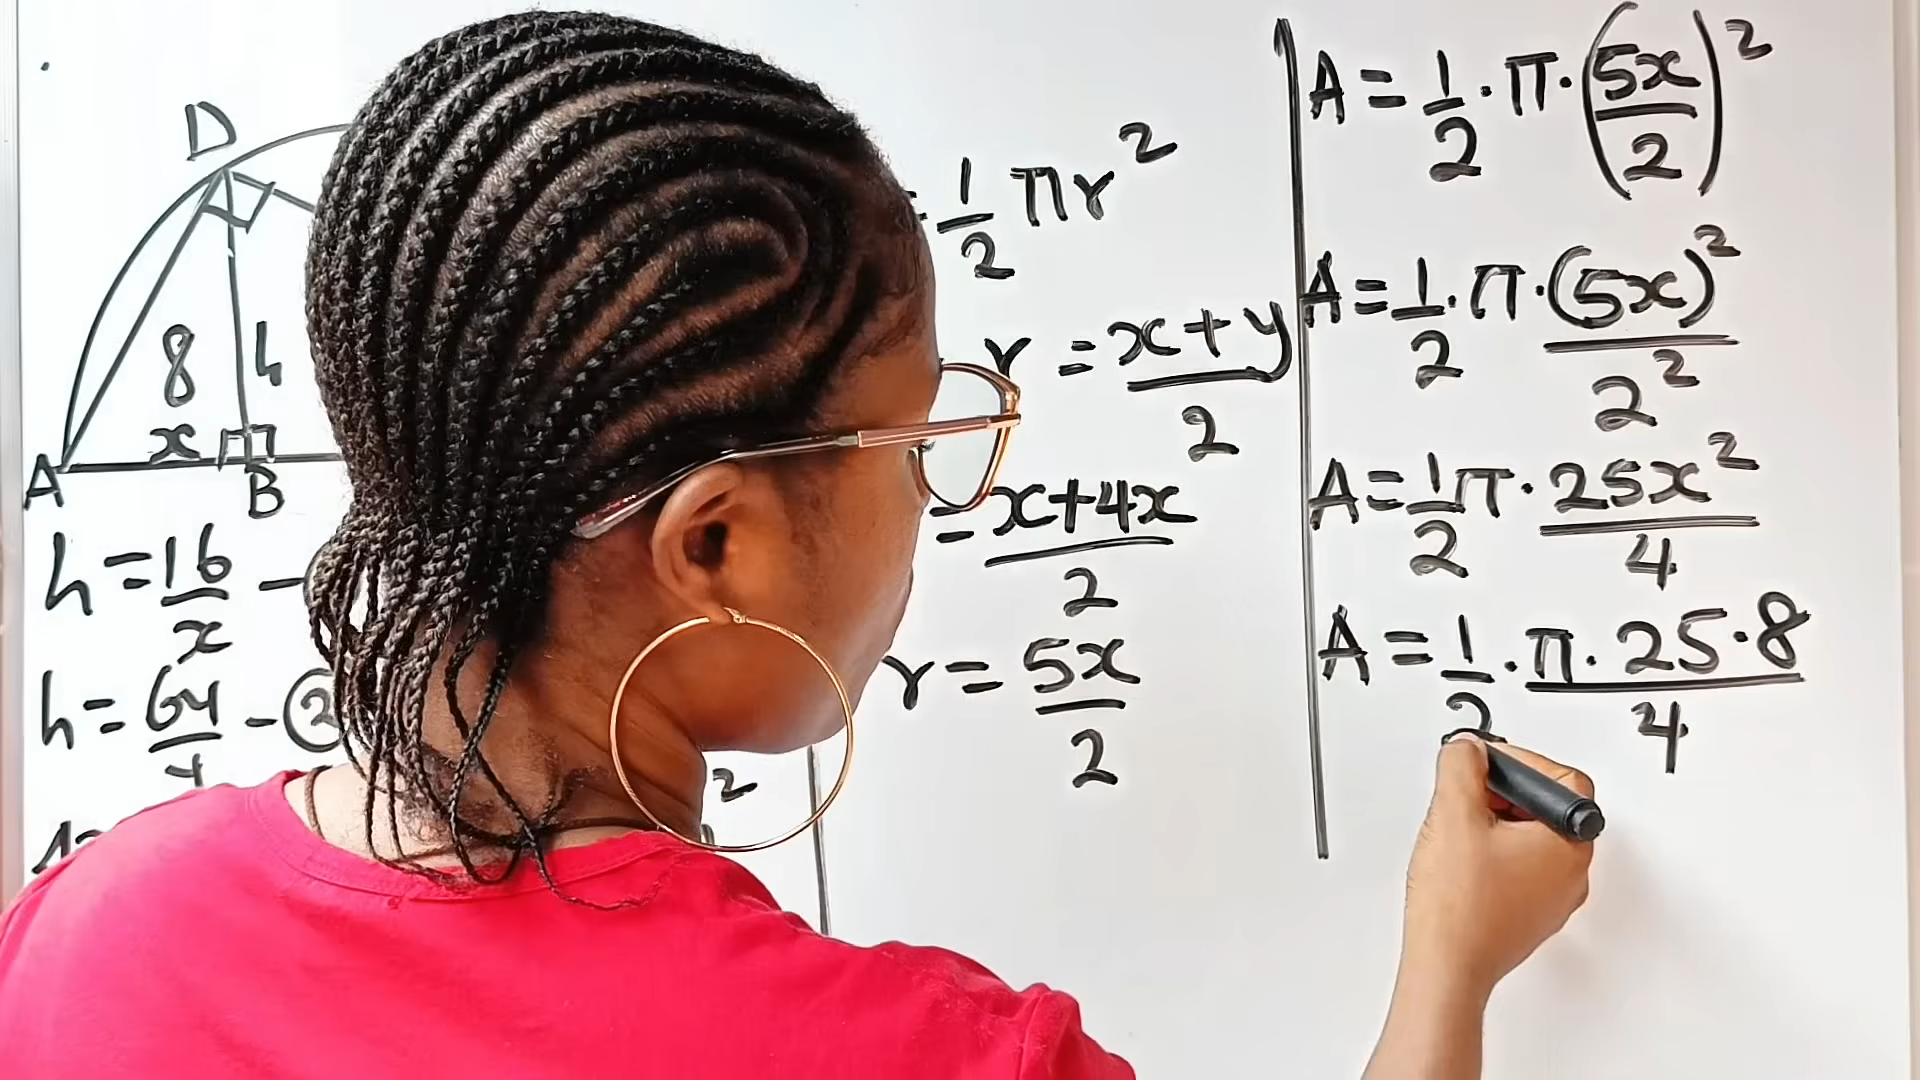 D
8 h
x
A B
h = 16/x -
h = 64/y - 2
2
1/2 πr²
r = x+y/2
= x+4x/2
r = 5x/2
A = 1/2 · π · (5x/2)²
A = 1/2 · π · (5x)²/2²
A = 1/2 π · 25x²/4
A = 1/2 · π · 25·8/4